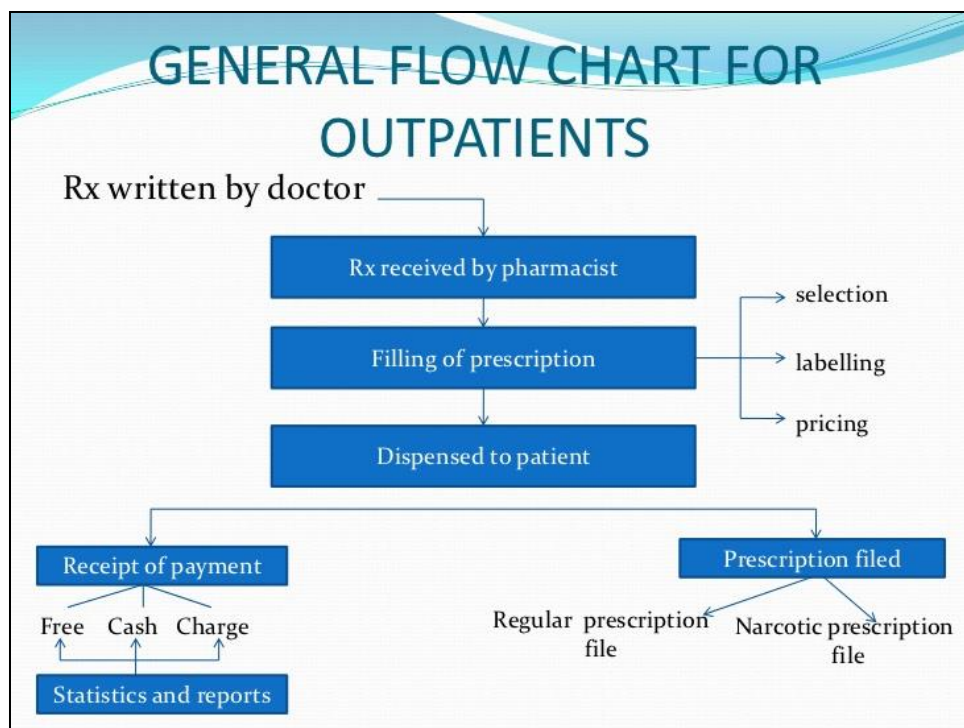 GENERAL FLOW CHART FOR
OUTPATIENTS
Rx written by doctor
Rx received by pharmacist
selection
Filling of prescription
labelling
pricing
Dispensed to patient
Receipt of payment
Prescription filed
Free Cash Charge
Regular prescription
file
Narcotic prescription
file
Statistics and reports